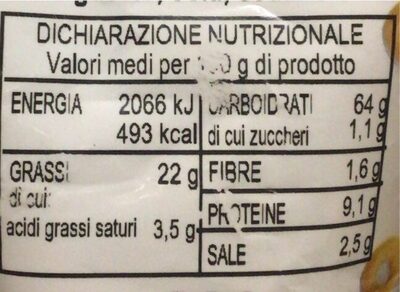 DICHIARAZIONE NUTRIZIONALE
Valori medi per 100 g di prodotto
ENERGIA 2066 kJ
493 kcal
GRASSI 22 g
di cui:
acidi grassi saturi 3,5 g
CARBOIDRATI 64 g
di cui zuccheri 1,1 g
FIBRE 1,6 g
PROTEINE 9,1 g
SALE 2,5 g